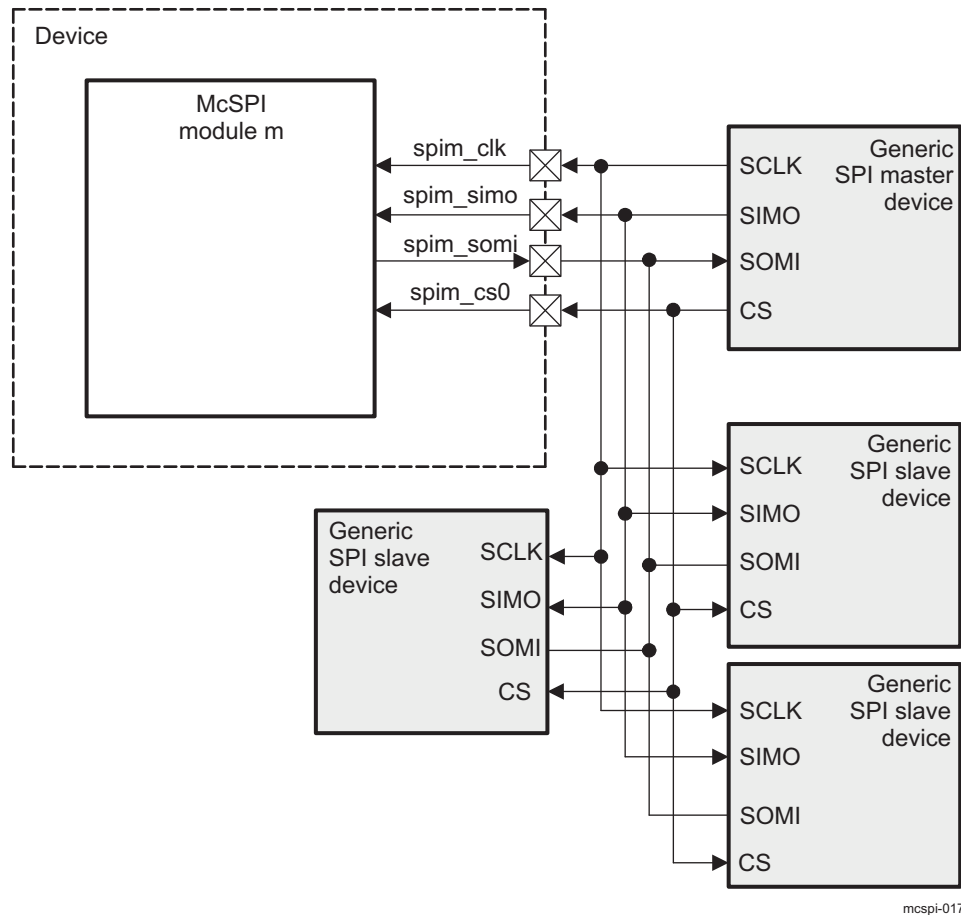 Device
McSPI
module m
spim_clk
spim_simo
spim_somi
spim_cs0
Generic
SPI master
device
SCLK
SIMO
SOMI
CS
Generic
SPI slave
device
SCLK
SIMO
SOMI
CS
Generic
SPI slave
device
SCLK
SIMO
SOMI
CS
Generic
SPI slave
device
SCLK
SIMO
SOMI
CS
mcspi-017